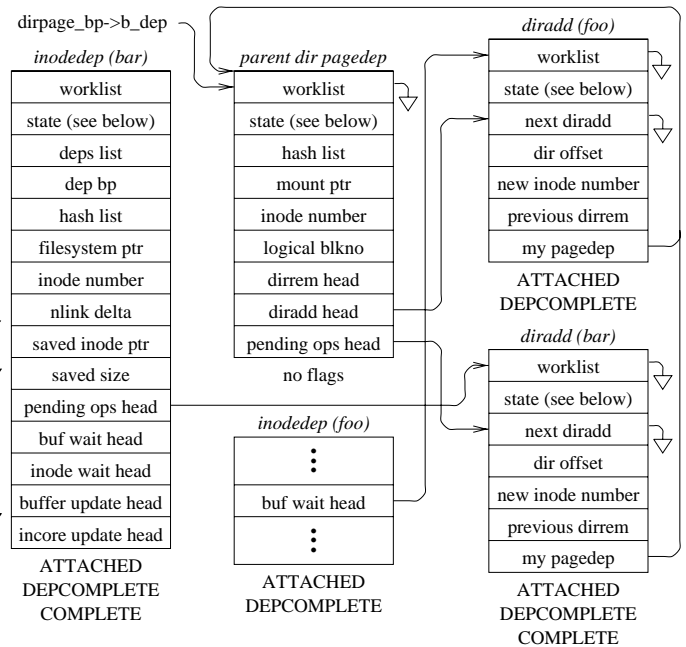 dirpage_bp->b_dep
inodedep (bar)
worklist
state (see below)
deps list
dep bp
hash list
filesystem ptr
inode number
nlink delta
saved inode ptr
saved size
pending ops head
buf wait head
inode wait head
buffer update head
incore update head
ATTACHED
DEPCOMPLETE
COMPLETE
parent dir pagedep
worklist
state (see below)
hash list
mount ptr
inode number
logical blkno
dirrem head
diradd head
pending ops head
no flags
inodedep (foo)
buf wait head
ATTACHED
DEPCOMPLETE
diradd (foo)
worklist
state (see below)
next diradd
dir offset
new inode number
previous dirrem
my pagedep
ATTACHED
DEPCOMPLETE
diradd (bar)
worklist
state (see below)
next diradd
dir offset
new inode number
previous dirrem
my pagedep
ATTACHED
DEPCOMPLETE
COMPLETE